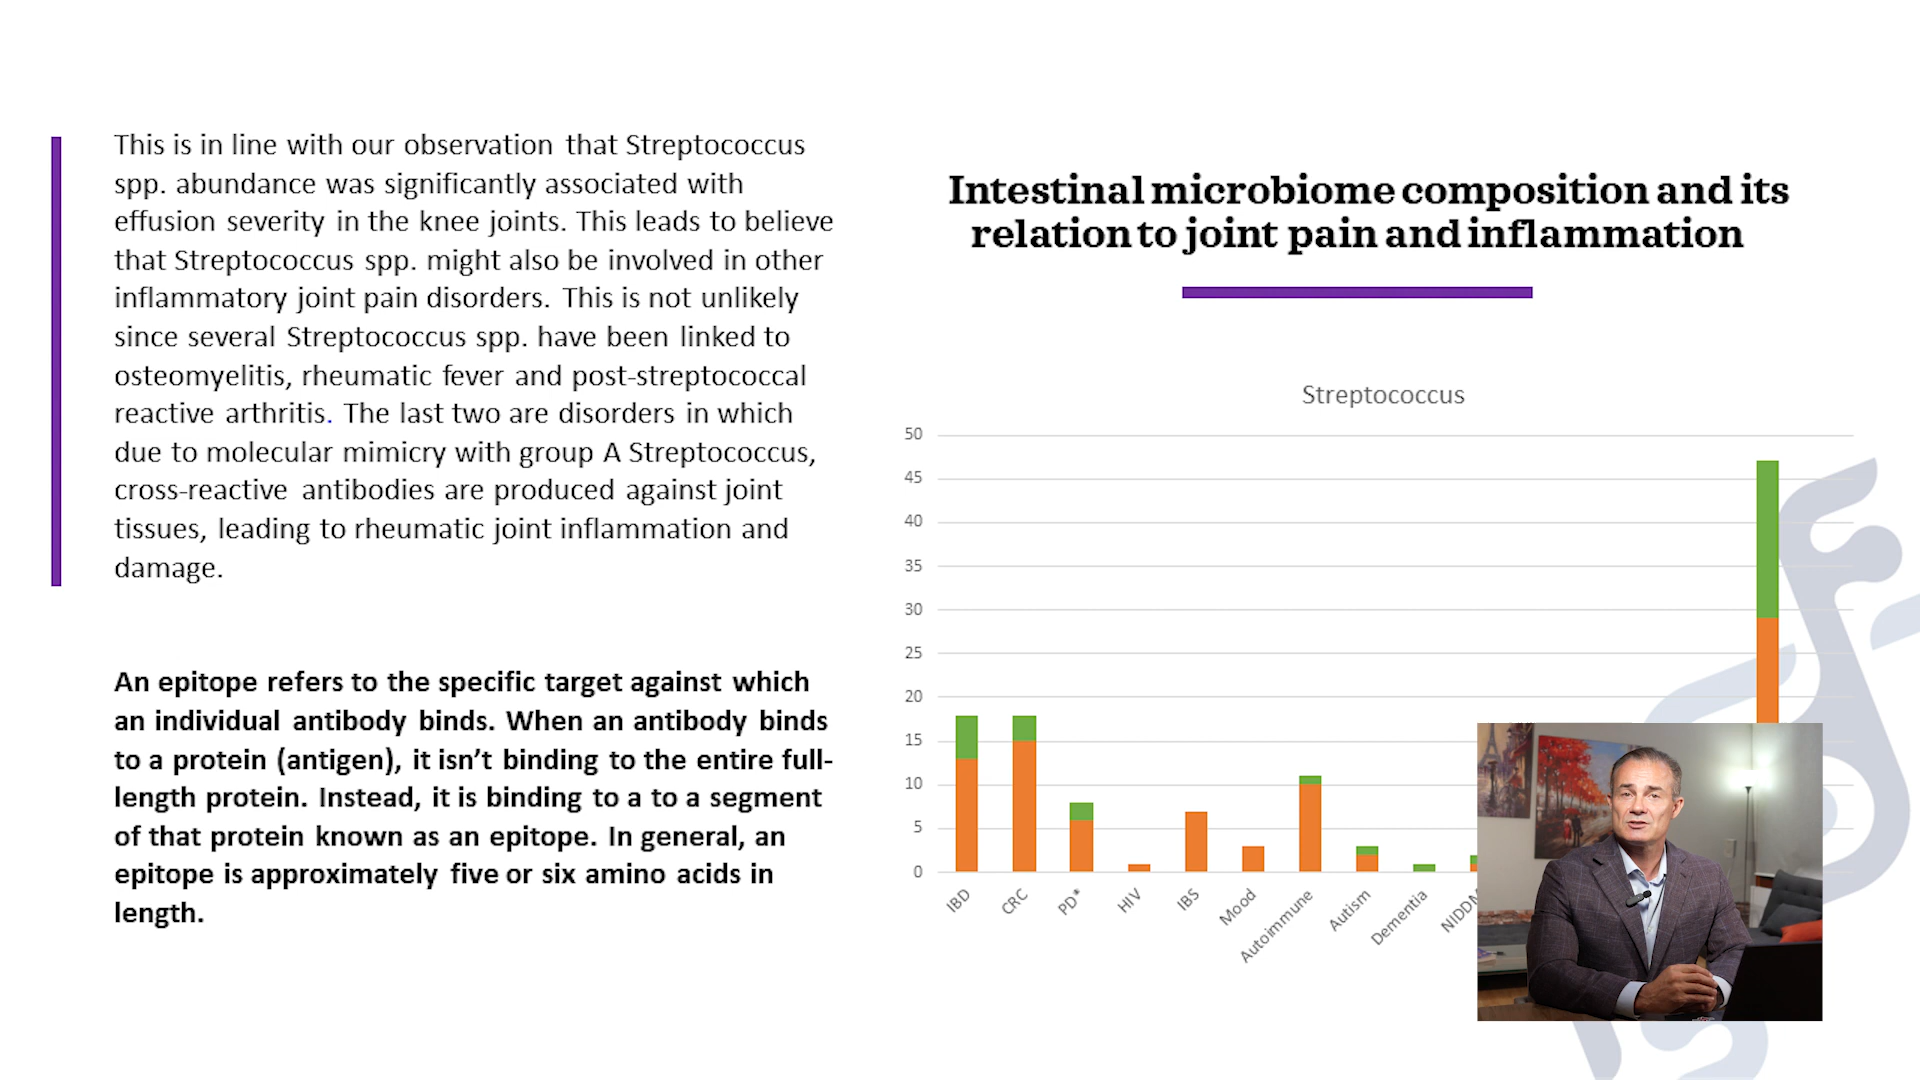 This is in line with our observation that Streptococcus
spp. abundance was significantly associated with
effusion severity in the knee joints. This leads to believe
that Streptococcus spp. might also be involved in other
inflammatory joint pain disorders. This is not unlikely
since several Streptococcus spp. have been linked to
osteomyelitis, rheumatic fever and post-streptococcal
reactive arthritis. The last two are disorders in which
due to molecular mimicry with group A Streptococcus,
cross-reactive antibodies are produced against joint
tissues, leading to rheumatic joint inflammation and
damage.
An epitope refers to the specific target against which
an individual antibody binds. When an antibody binds
to a protein (antigen), it isn’t binding to the entire full-
length protein. Instead, it is binding to a to a segment
of that protein known as an epitope. In general, an
epitope is approximately five or six amino acids in
length.
Intestinal microbiome composition and its
relation to joint pain and inflammation
Streptococcus
50
45
40
35
30
25
20
15
10
5
0
IBD
CRC
PD*
HIV
IBS
Mood
Autoimmune
Autism
Dementia